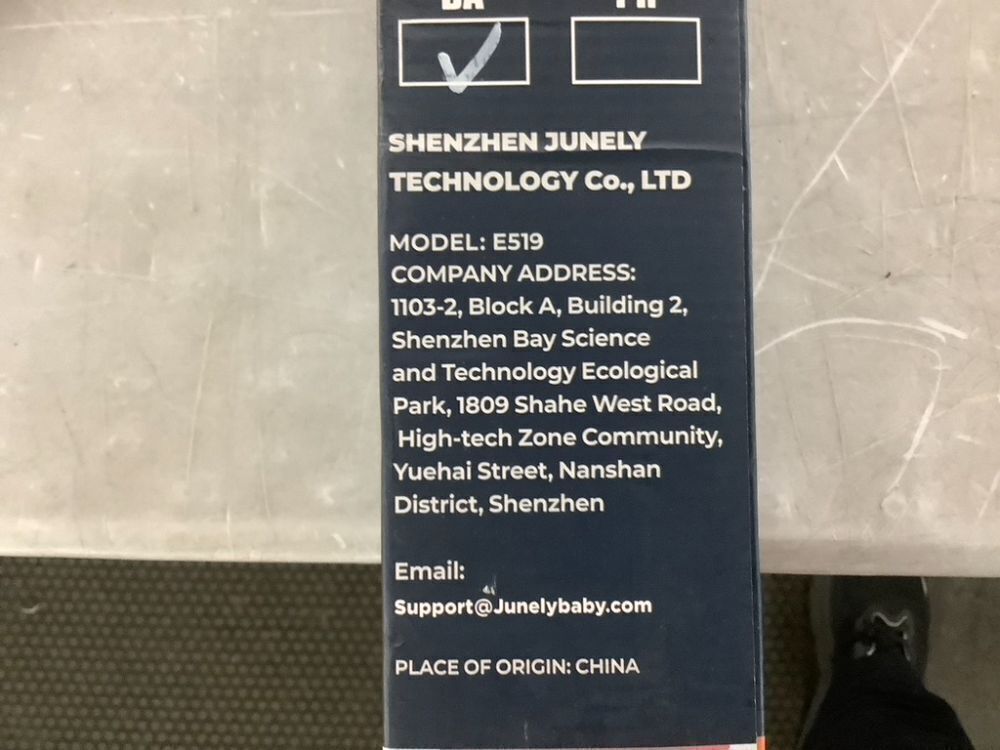 SHENZHEN JUNELY
TECHNOLOGY Co., LTD
MODEL: E519
COMPANY ADDRESS:
1103-2, Block A, Building 2,
Shenzhen Bay Science
and Technology Ecological
Park, 1809 Shahe West Road,
High-tech Zone Community,
Yuehai Street, Nanshan
District, Shenzhen
Email:
Support@Junelybaby.com
PLACE OF ORIGIN: CHINA